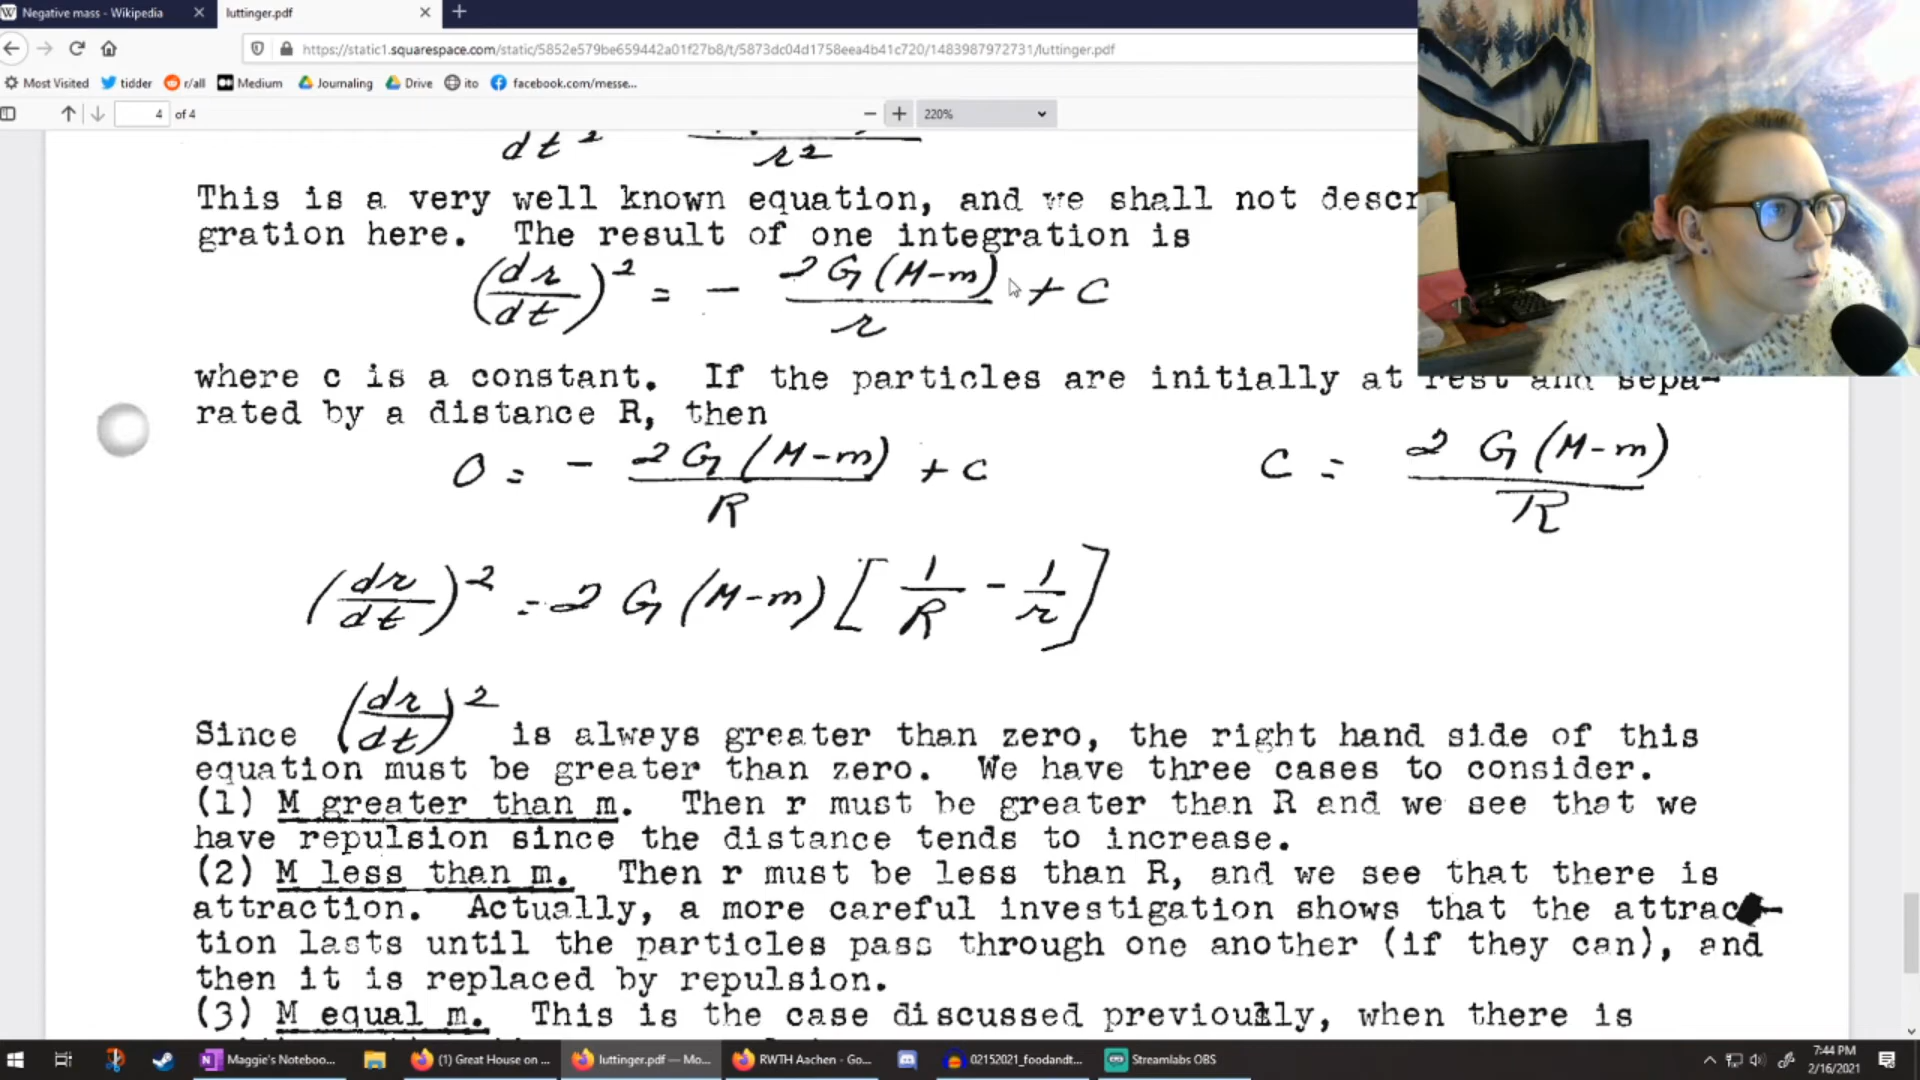 Negative mass - Wikipedia
luttinger.pdf
https://static1.squarespace.com/static/5852e579be659442a01f27b8/t/5873dc04d1758eea4b41c720/1483987972731/luttinger.pdf
Most Visited tidder r/all Medium Journaling Drive ito facebook.com/messe...
4 of 4 220%
dt² r²
This is a very well known equation, and we shall not descr
gration here. The result of one integration is
(dr/dt)² = - 2G(M-m)/r + C
where c is a constant. If the particles are initially at rest and sepa-
rated by a distance R, then
0 = - 2G(M-m)/R + C C = 2G(M-m)/R
(dr/dt)² = 2G(M-m)[1/R - 1/r]
Since (dr/dt)² is always greater than zero, the right hand side of this
equation must be greater than zero. We have three cases to consider.
(1) M greater than m. Then r must be greater than R and we see that we
have repulsion since the distance tends to increase.
(2) M less than m. Then r must be less than R, and we see that there is
attraction. Actually, a more careful investigation shows that the attrac-
tion lasts until the particles pass through one another (if they can), and
then it is replaced by repulsion.
(3) M equal m. This is the case discussed previously, when there is
Maggie's Noteboo... (1) Great House on ... luttinger.pdf — Mo... RWTH Aachen - Go... 02152021_foodandt... Streamlabs OBS
7:44 PM
2/16/2021